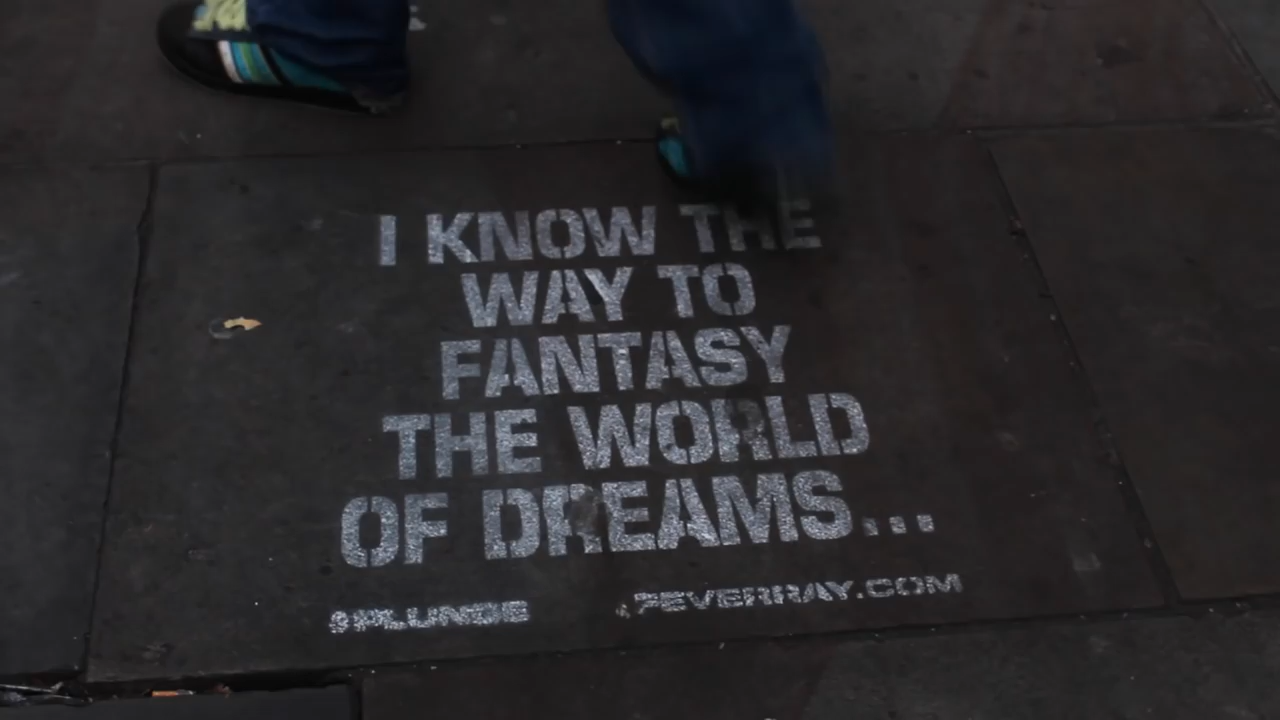 I KNOW THE
WAY TO
FANTASY
THE WORLD
OF DREAMS...
#PLUNGE FEVERRAY.COM